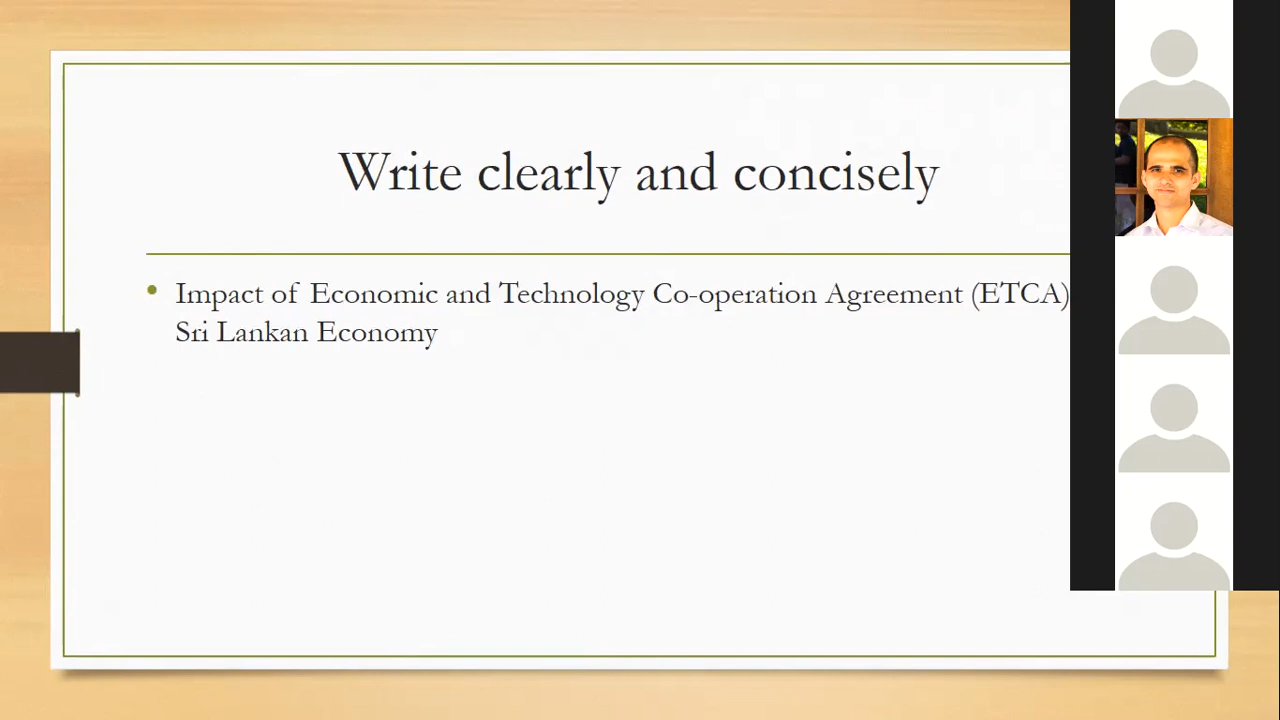 Write clearly and concisely
• Impact of Economic and Technology Co-operation Agreement (ETCA)
Sri Lankan Economy